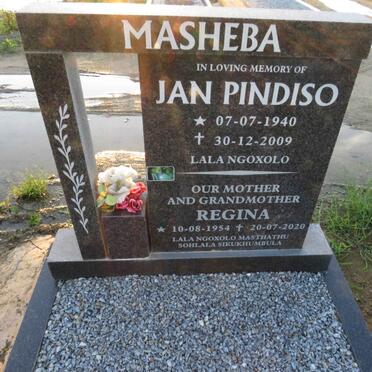 MASHEBA
IN LOVING MEMORY OF
JAN PINDISO
★ 07-07-1940
✝ 30-12-2009
LALA NGOXOLO
OUR MOTHER
AND GRANDMOTHER
REGINA
★ 10-08-1954 ✝ 20-07-2020
LALA NGOXOLO MASTHATHU
SOHLALA SIKUKHUMBULA